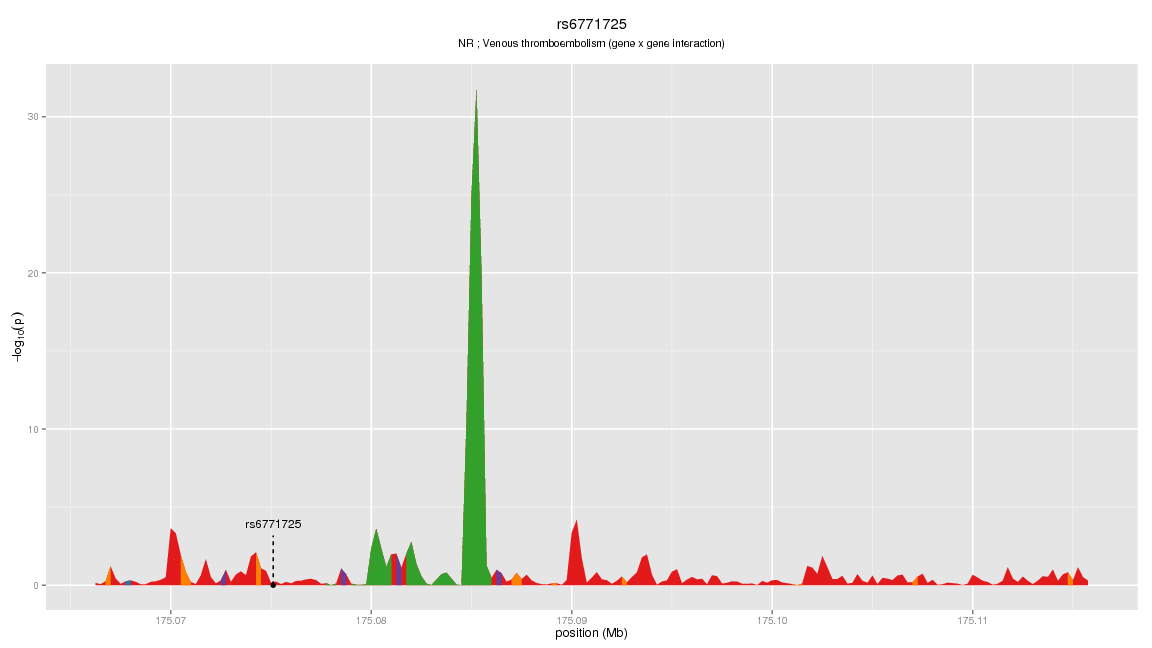 rs6771725
NR ; Venous thromboembolism (gene x gene interaction)
−log10(p)
30
20
10
0
rs6771725
175.07
175.08
175.09
175.10
175.11
position (Mb)